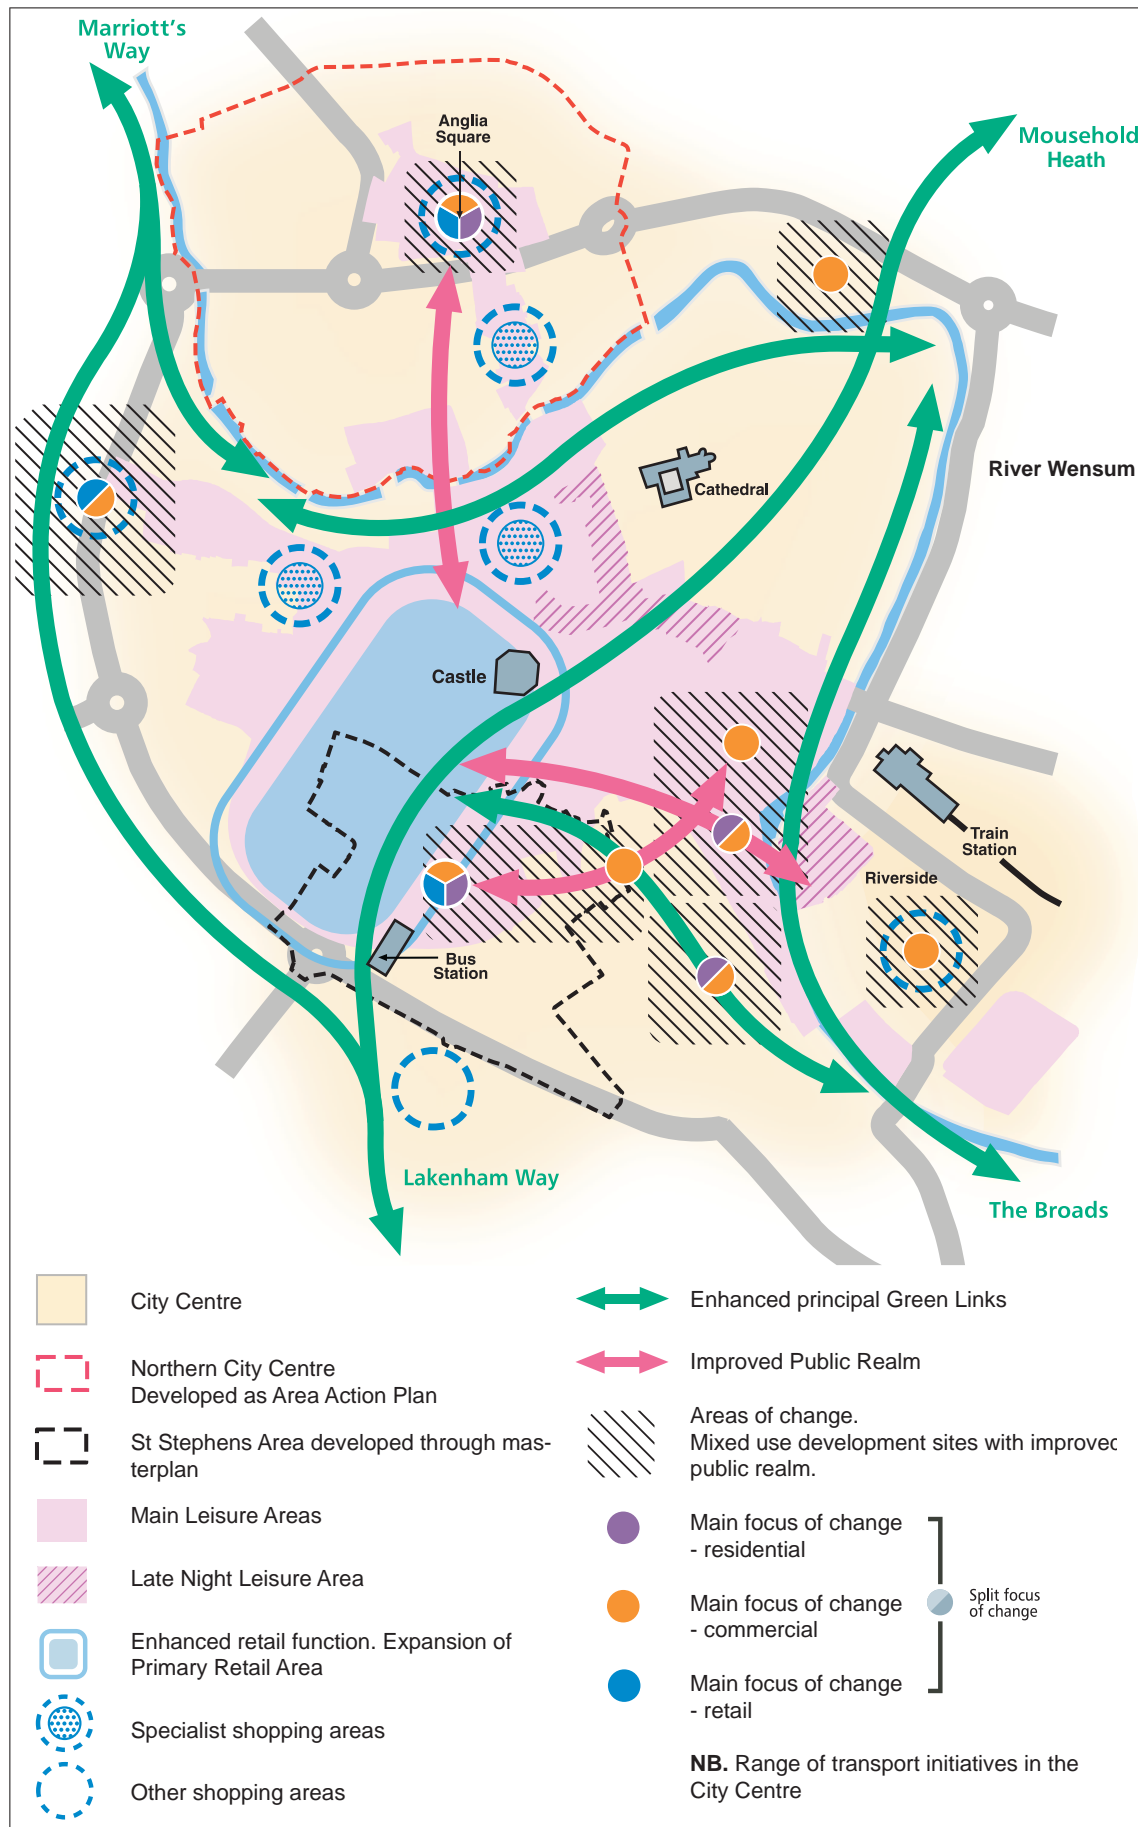 Marriott's
Way
Anglia
Square
Mousehold
Heath
River Wensum
Cathedral
Castle
Train
Station
Riverside
Bus
Station
Lakenham Way
The Broads
City Centre
Northern City Centre
Developed as Area Action Plan
St Stephens Area developed through mas-
terplan
Main Leisure Areas
Late Night Leisure Area
Enhanced retail function. Expansion of
Primary Retail Area
Specialist shopping areas
Other shopping areas
Enhanced principal Green Links
Improved Public Realm
Areas of change.
Mixed use development sites with improved
public realm.
Main focus of change
- residential
Main focus of change
- commercial
Main focus of change
- retail
Split focus
of change
NB. Range of transport initiatives in the
City Centre